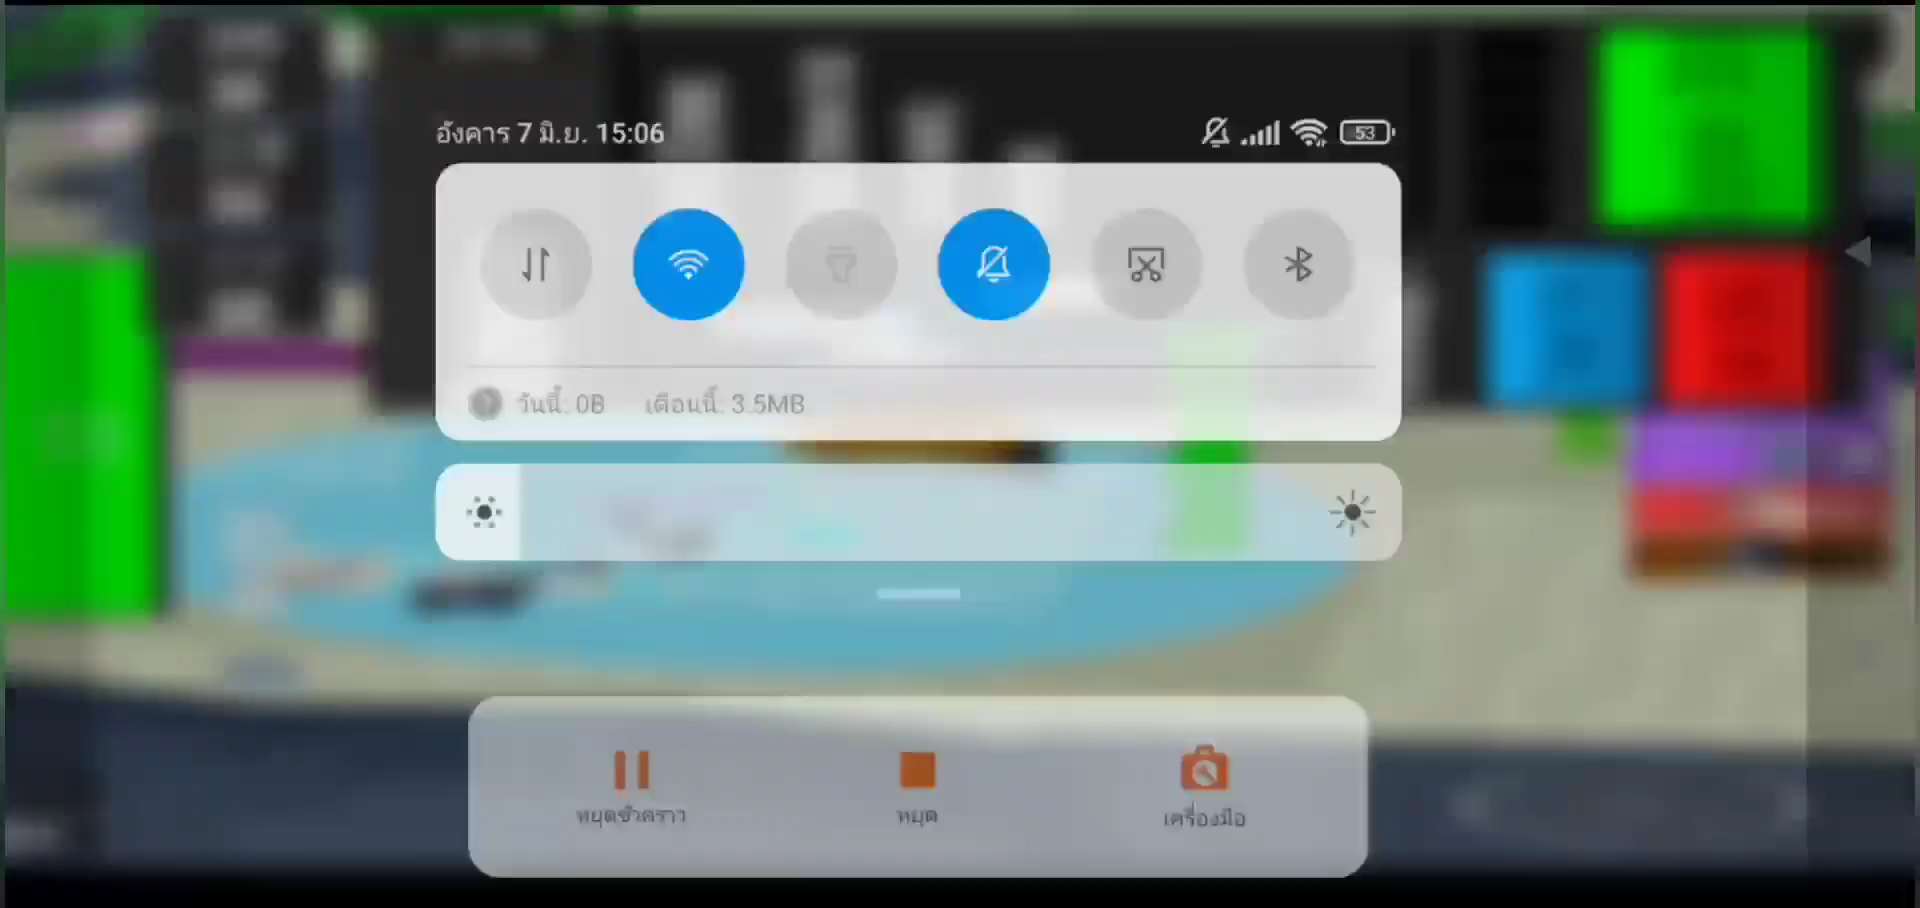 อังคาร 7 มิ.ย. 15:06
53
วันนี้: 0B เดือนนี้: 3.5MB
หยุดชั่วคราว
หยุด
เครื่องมือ